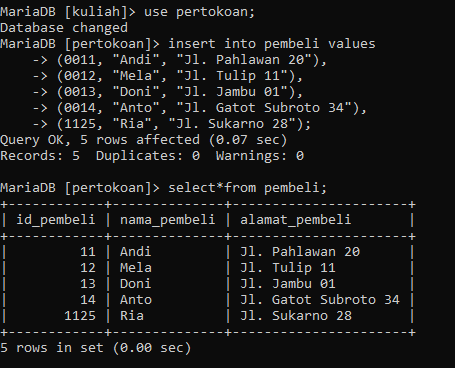 MariaDB [kuliah]> use pertokoan;
Database changed
MariaDB [pertokoan]> insert into pembeli values
    -> (0011, "Andi", "Jl. Pahlawan 20"),
    -> (0012, "Mela", "Jl. Tulip 11"),
    -> (0013, "Doni", "Jl. Jambu 01"),
    -> (0014, "Anto", "Jl. Gatot Subroto 34"),
    -> (1125, "Ria", "Jl. Sukarno 28");
Query OK, 5 rows affected (0.07 sec)
Records: 5  Duplicates: 0  Warnings: 0

MariaDB [pertokoan]> select*from pembeli;
+------------+--------------+----------------------+
| id_pembeli | nama_pembeli | alamat_pembeli       |
+------------+--------------+----------------------+
|         11 | Andi         | Jl. Pahlawan 20      |
|         12 | Mela         | Jl. Tulip 11         |
|         13 | Doni         | Jl. Jambu 01         |
|         14 | Anto         | Jl. Gatot Subroto 34 |
|       1125 | Ria          | Jl. Sukarno 28       |
+------------+--------------+----------------------+
5 rows in set (0.00 sec)